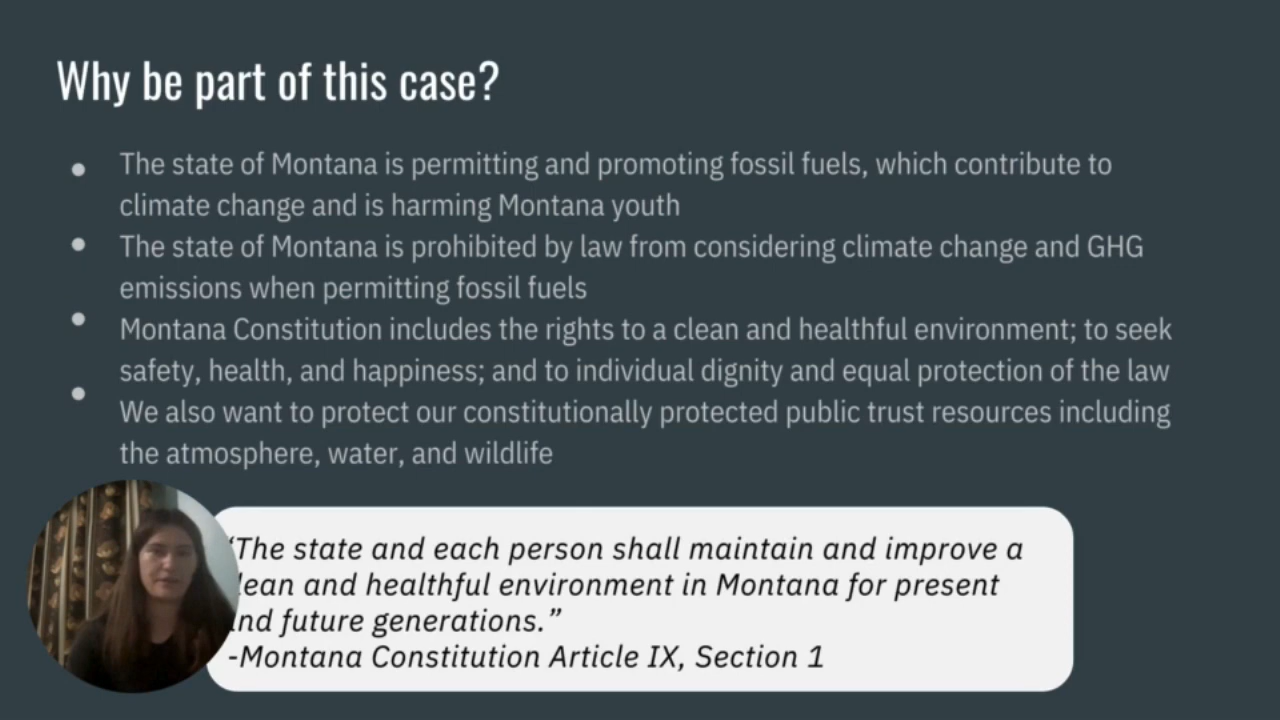 Why be part of this case?
The state of Montana is permitting and promoting fossil fuels, which contribute to
climate change and is harming Montana youth
The state of Montana is prohibited by law from considering climate change and GHG
emissions when permitting fossil fuels
Montana Constitution includes the rights to a clean and healthful environment; to seek
safety, health, and happiness; and to individual dignity and equal protection of the law
We also want to protect our constitutionally protected public trust resources including
the atmosphere, water, and wildlife
“The state and each person shall maintain and improve a
lean and healthful environment in Montana for present
nd future generations.”
-Montana Constitution Article IX, Section 1